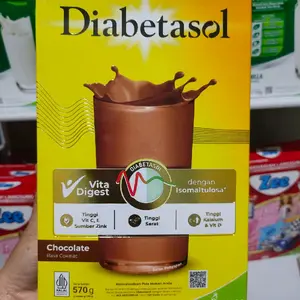 Diabetasol
DIABETASOL
Vita
Digest
dengan
Isomaltulosa*
Tinggi
Vit C, E
Sumber Zink
Tinggi
Serat
Tinggi
Kalsium
& Vit D
Chocolate
Rasa Cokelat
570 g
Zee